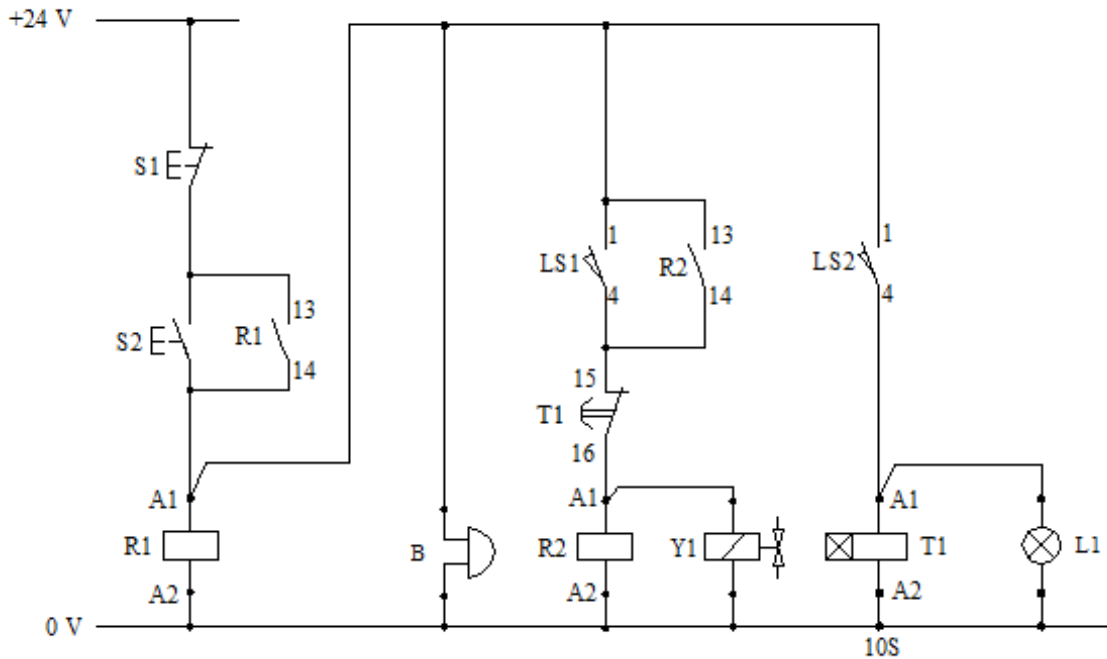 +24 V
S1
1 13 1
LS1 R2 LS2
4 14 4
13
S2 R1
14
15
T1
16
A1 A1 A1
R1 B R2 Y1 T1 L1
A2 A2 A2
0 V
10S